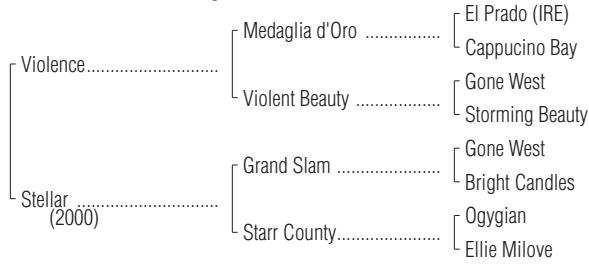 El Prado (IRE)
Medaglia d'Oro ................
Cappucino Bay
Violence...........................
Gone West
Violent Beauty .................
Storming Beauty
Gone West
Grand Slam .....................
Bright Candles
Stellar .............................
(2000)
Ogygian
Starr County.....................
Ellie Milove